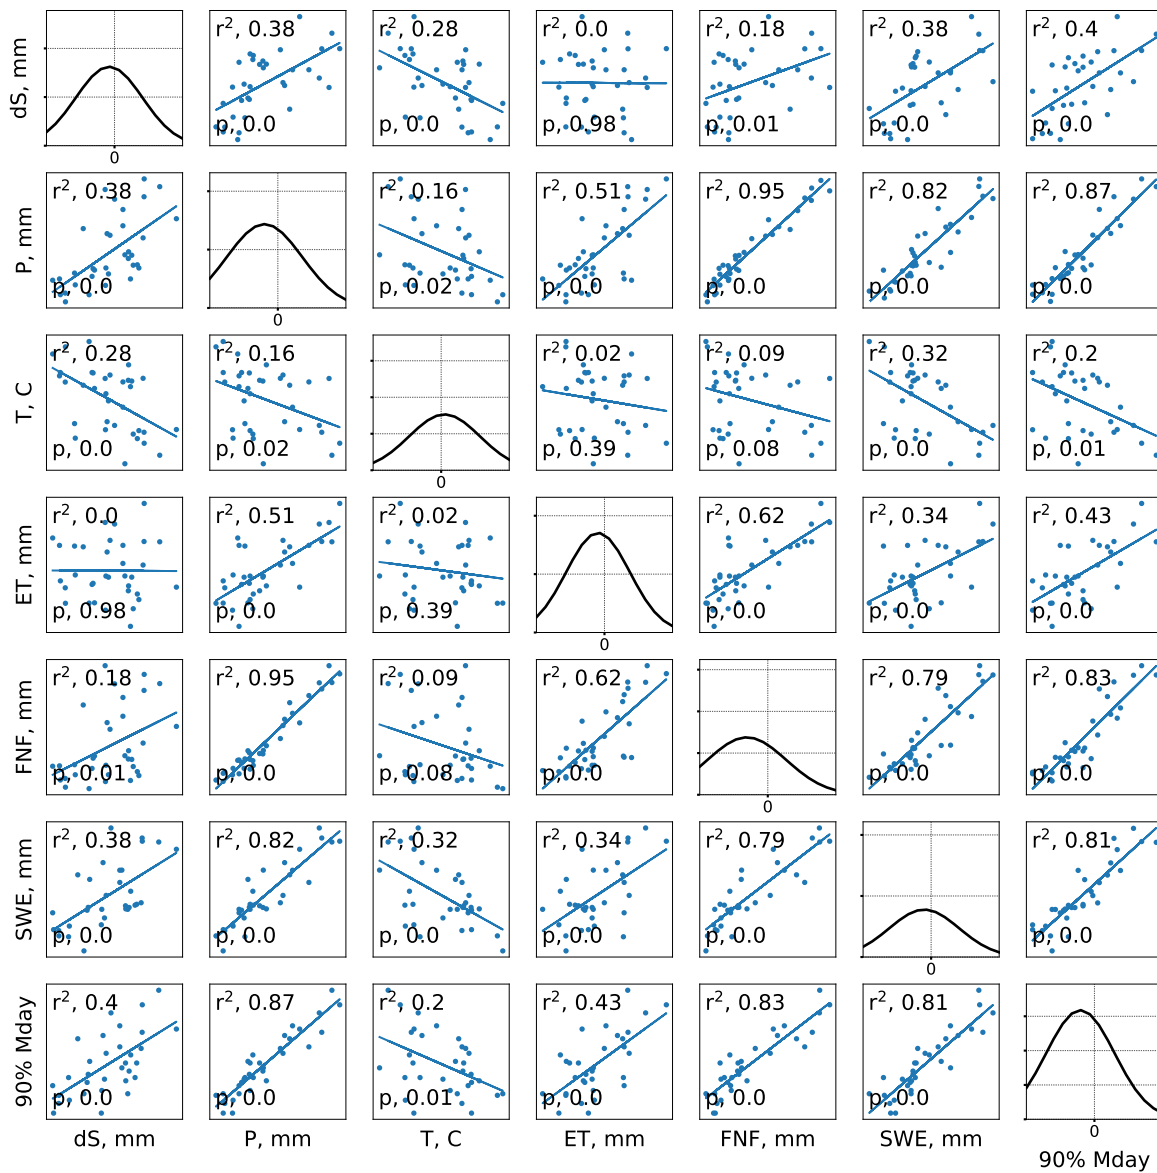 dS, mm
0
r², 0.38
p, 0.0
r², 0.28
p, 0.0
r², 0.0
p, 0.98
r², 0.18
p, 0.01
r², 0.38
p, 0.0
r², 0.4
p, 0.0
P, mm
r², 0.38
p, 0.0
0
r², 0.16
p, 0.02
r², 0.51
p, 0.0
r², 0.95
p, 0.0
r², 0.82
p, 0.0
r², 0.87
p, 0.0
T, C
r², 0.28
p, 0.0
r², 0.16
p, 0.02
0
r², 0.02
p, 0.39
r², 0.09
p, 0.08
r², 0.32
p, 0.0
r², 0.2
p, 0.01
ET, mm
r², 0.0
p, 0.98
r², 0.51
p, 0.0
r², 0.02
p, 0.39
0
r², 0.62
p, 0.0
r², 0.34
p, 0.0
r², 0.43
p, 0.0
FNF, mm
r², 0.18
p, 0.01
r², 0.95
p, 0.0
r², 0.09
p, 0.08
r², 0.62
p, 0.0
0
r², 0.79
p, 0.0
r², 0.83
p, 0.0
SWE, mm
r², 0.38
p, 0.0
r², 0.82
p, 0.0
r², 0.32
p, 0.0
r², 0.34
p, 0.0
r², 0.79
p, 0.0
0
r², 0.81
p, 0.0
90% Mday
r², 0.4
p, 0.0
r², 0.87
p, 0.0
r², 0.2
p, 0.01
r², 0.43
p, 0.0
r², 0.83
p, 0.0
r², 0.81
p, 0.0
0
dS, mm
P, mm
T, C
ET, mm
FNF, mm
SWE, mm
90% Mday